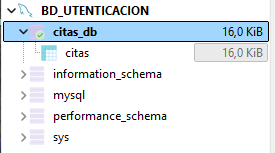 BD_UTENTICACION
citas_db 16,0 KiB
citas 16,0 KiB
information_schema
mysql
performance_schema
sys